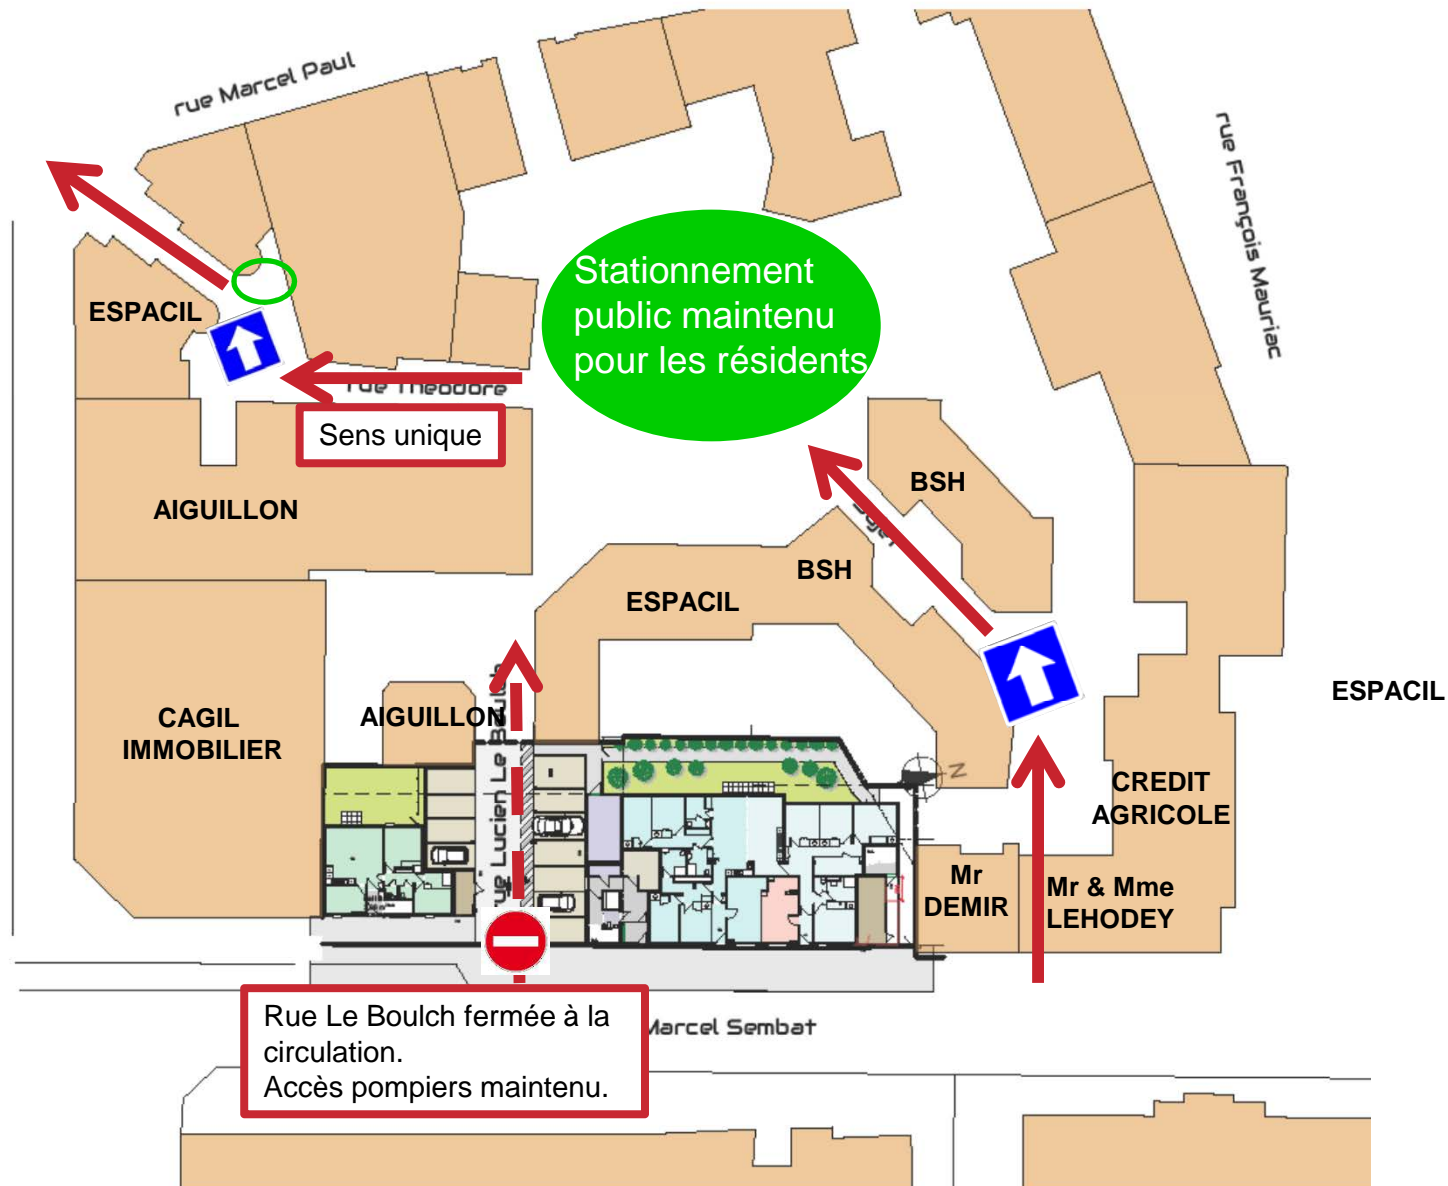 rue Marcel Paul
rue François Mauriac
Stationnement
public maintenu
pour les résidents
ESPACIL
rue Théodore
Sens unique
AIGUILLON
BSH
BSH
ESPACIL
ESPACIL
CAGIL
IMMOBILIER
AIGUILLON
rue Lucien Le Boulch
N
CREDIT
AGRICOLE
Mr
DEMIR
Mr & Mme
LEHODEY
Rue Le Boulch fermée à la
circulation.
Accès pompiers maintenu.
Marcel Sembat